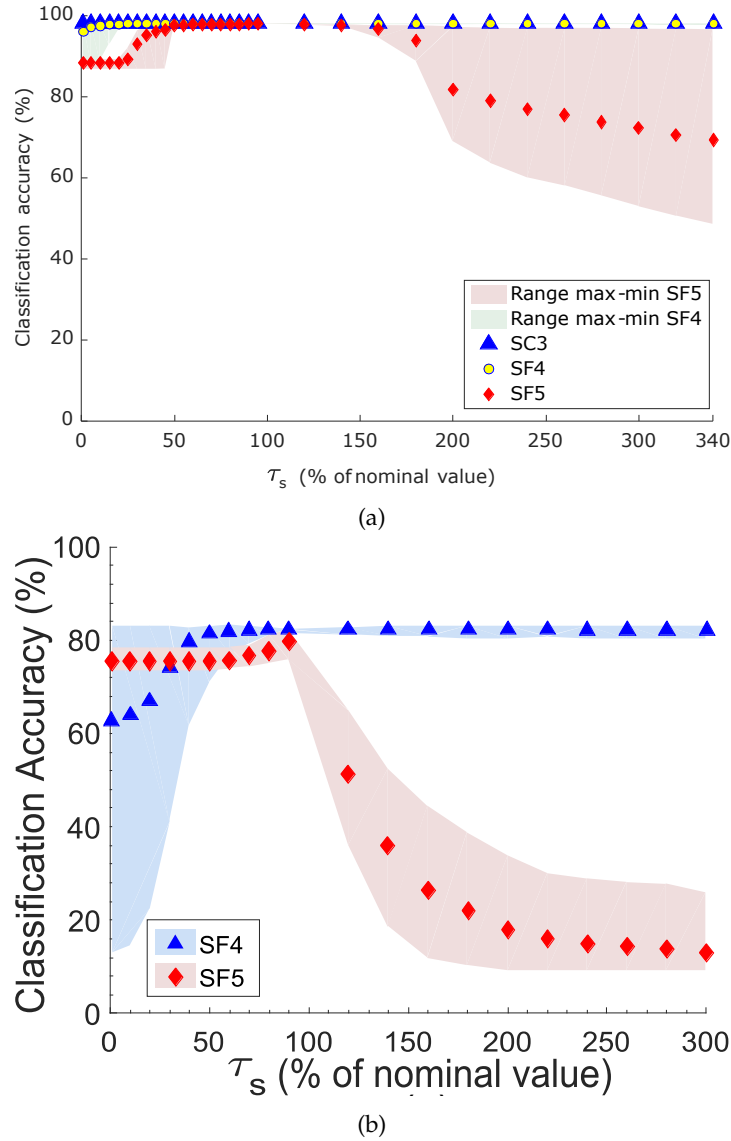 100
80
60
40
20
0
Classification accuracy (%)
Range max-min SF5
Range max-min SF4
SC3
SF4
SF5
0 50 100 150 200 250 300 340
τs (% of nominal value)
(a)
100
80
60
40
20
0
Classification Accuracy (%)
SF4
SF5
0 50 100 150 200 250 300
τs (% of nominal value)
(b)